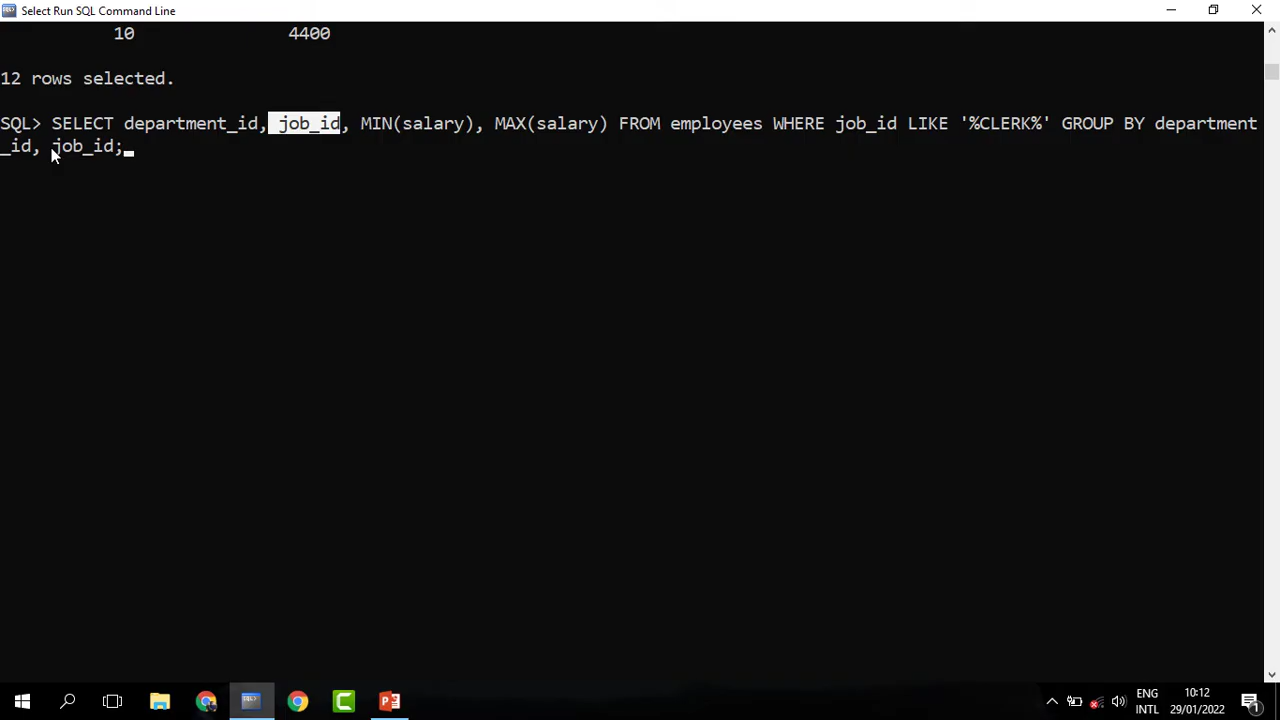 Select Run SQL Command Line
10 4400
12 rows selected.
SQL> SELECT department_id, job_id, MIN(salary), MAX(salary) FROM employees WHERE job_id LIKE '%CLERK%' GROUP BY department
_id, job_id;
ENG 10:12
INTL 29/01/2022